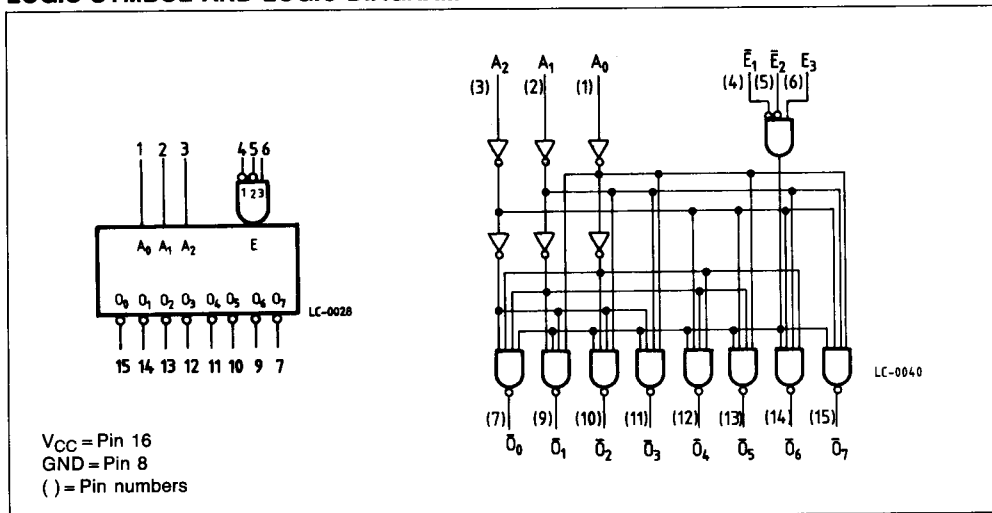 LOGIC SYMBOL AND LOGIC DIAGRAM
1 2 3 4 5 6
1 2 3
A₀ A₁ A₂ E
O₀ O₁ O₂ O₃ O₄ O₅ O₆ O₇
LC-0028
15 14 13 12 11 10 9 7
V_CC = Pin 16
GND = Pin 8
( ) = Pin numbers
A₂ A₁ A₀ Ē₁ Ē₂ E₃
(3) (2) (1) (4) (5) (6)
LC-0040
(7) (9) (10) (11) (12) (13) (14) (15)
Ō₀ Ō₁ Ō₂ Ō₃ Ō₄ Ō₅ Ō₆ Ō₇